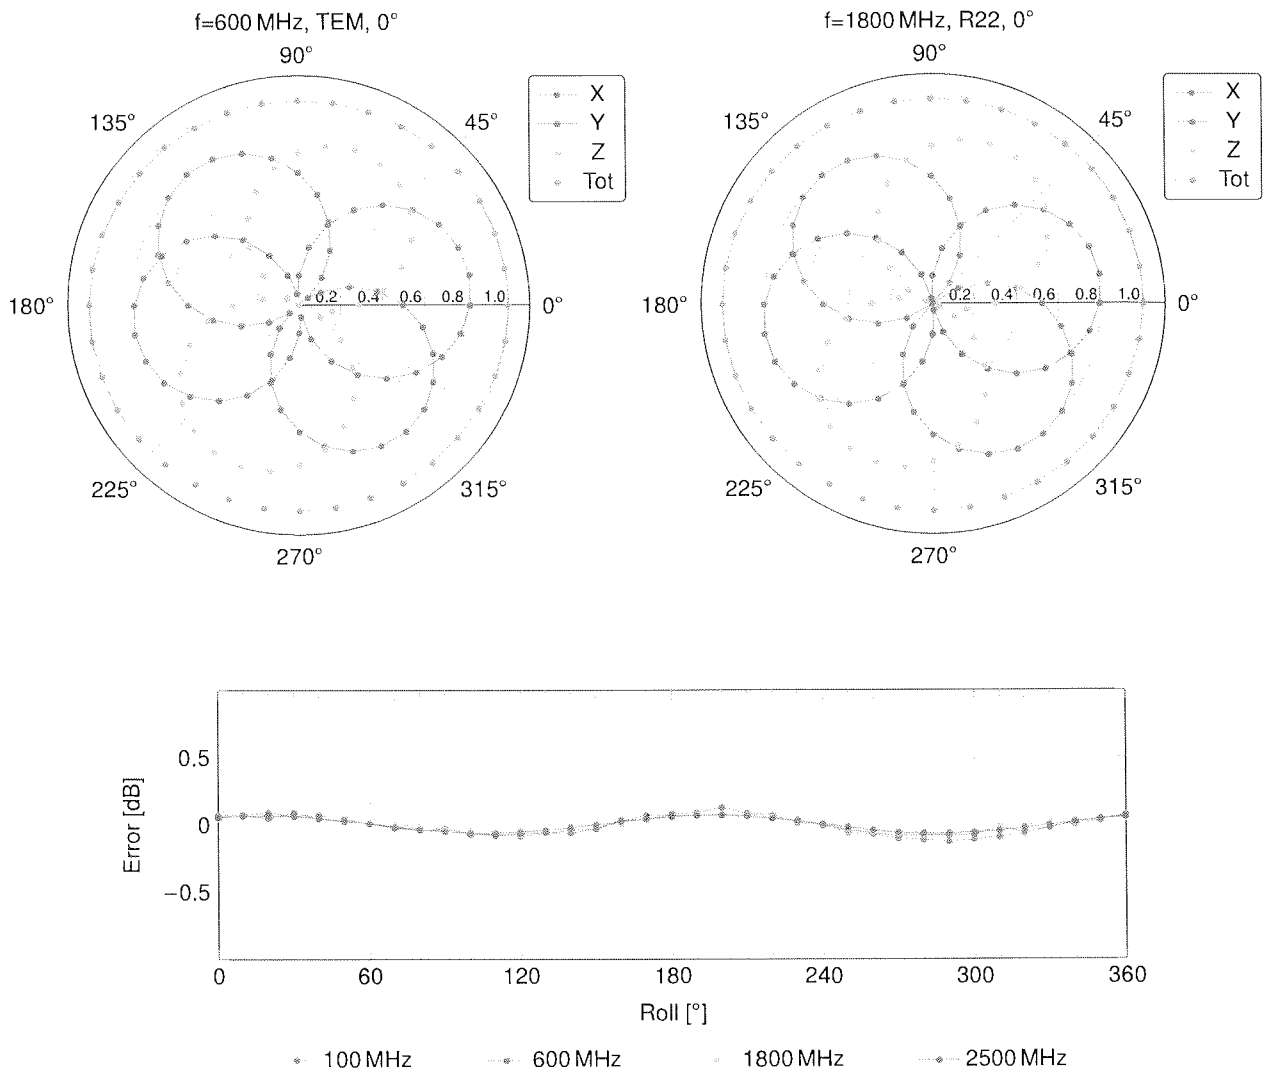 f=600 MHz, TEM, 0°
90°
135°
45°
180°
0.2 0.4 0.6 0.8 1.0
0°
225°
315°
270°
X
Y
Z
Tot
f=1800 MHz, R22, 0°
90°
135°
45°
180°
0.2 0.4 0.6 0.8 1.0
0°
225°
315°
270°
X
Y
Z
Tot
Error [dB]
0.5
0
−0.5
0 60 120 180 240 300 360
Roll [°]
100 MHz 600 MHz 1800 MHz 2500 MHz